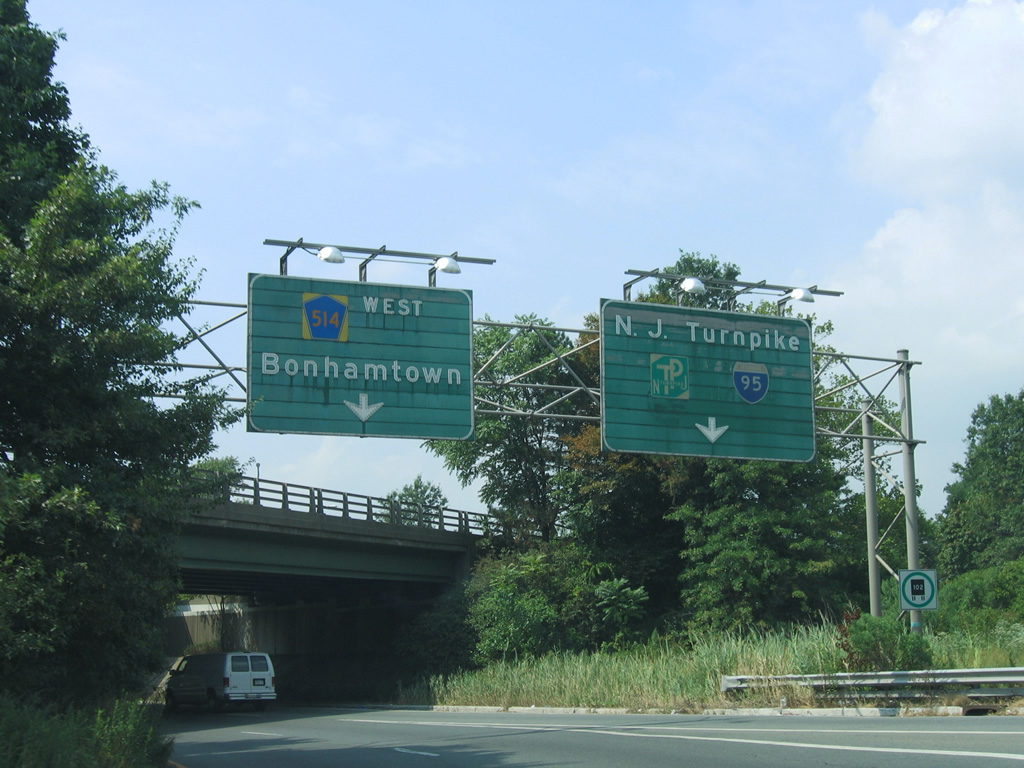 514 WEST
Bonhamtown
N. J. Turnpike
TP
N J
95
102